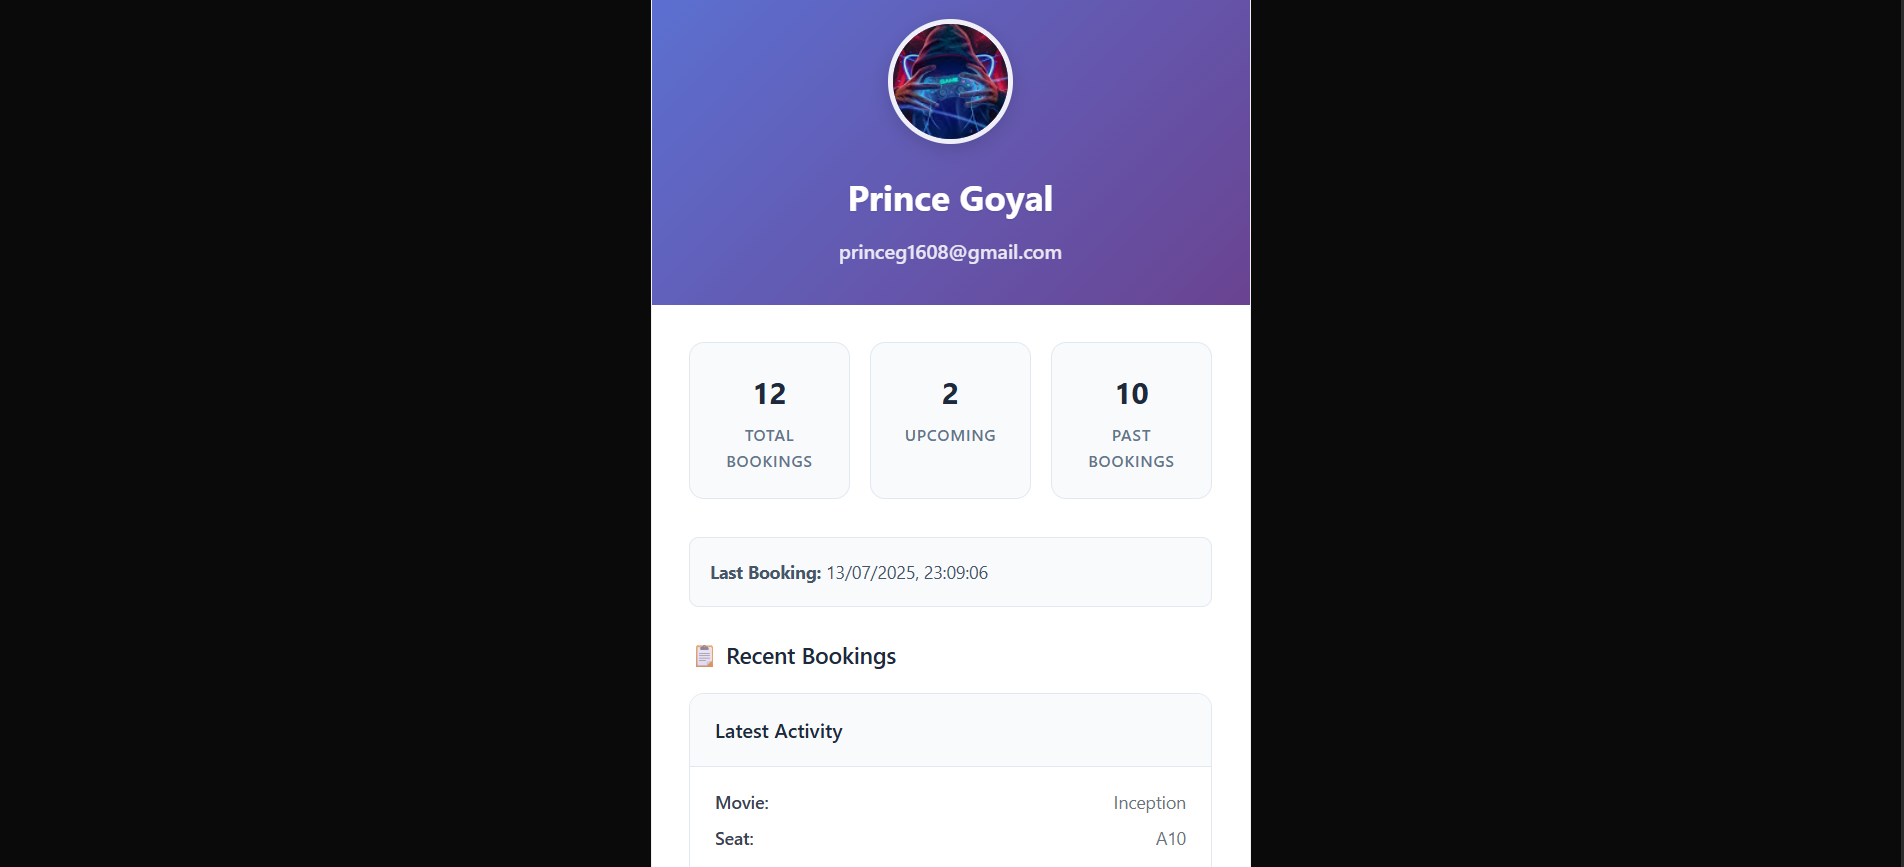 Prince Goyal
princeg1608@gmail.com
12
TOTAL
BOOKINGS
2
UPCOMING
10
PAST
BOOKINGS
Last Booking: 13/07/2025, 23:09:06
📋 Recent Bookings
Latest Activity
Movie: Inception
Seat: A10